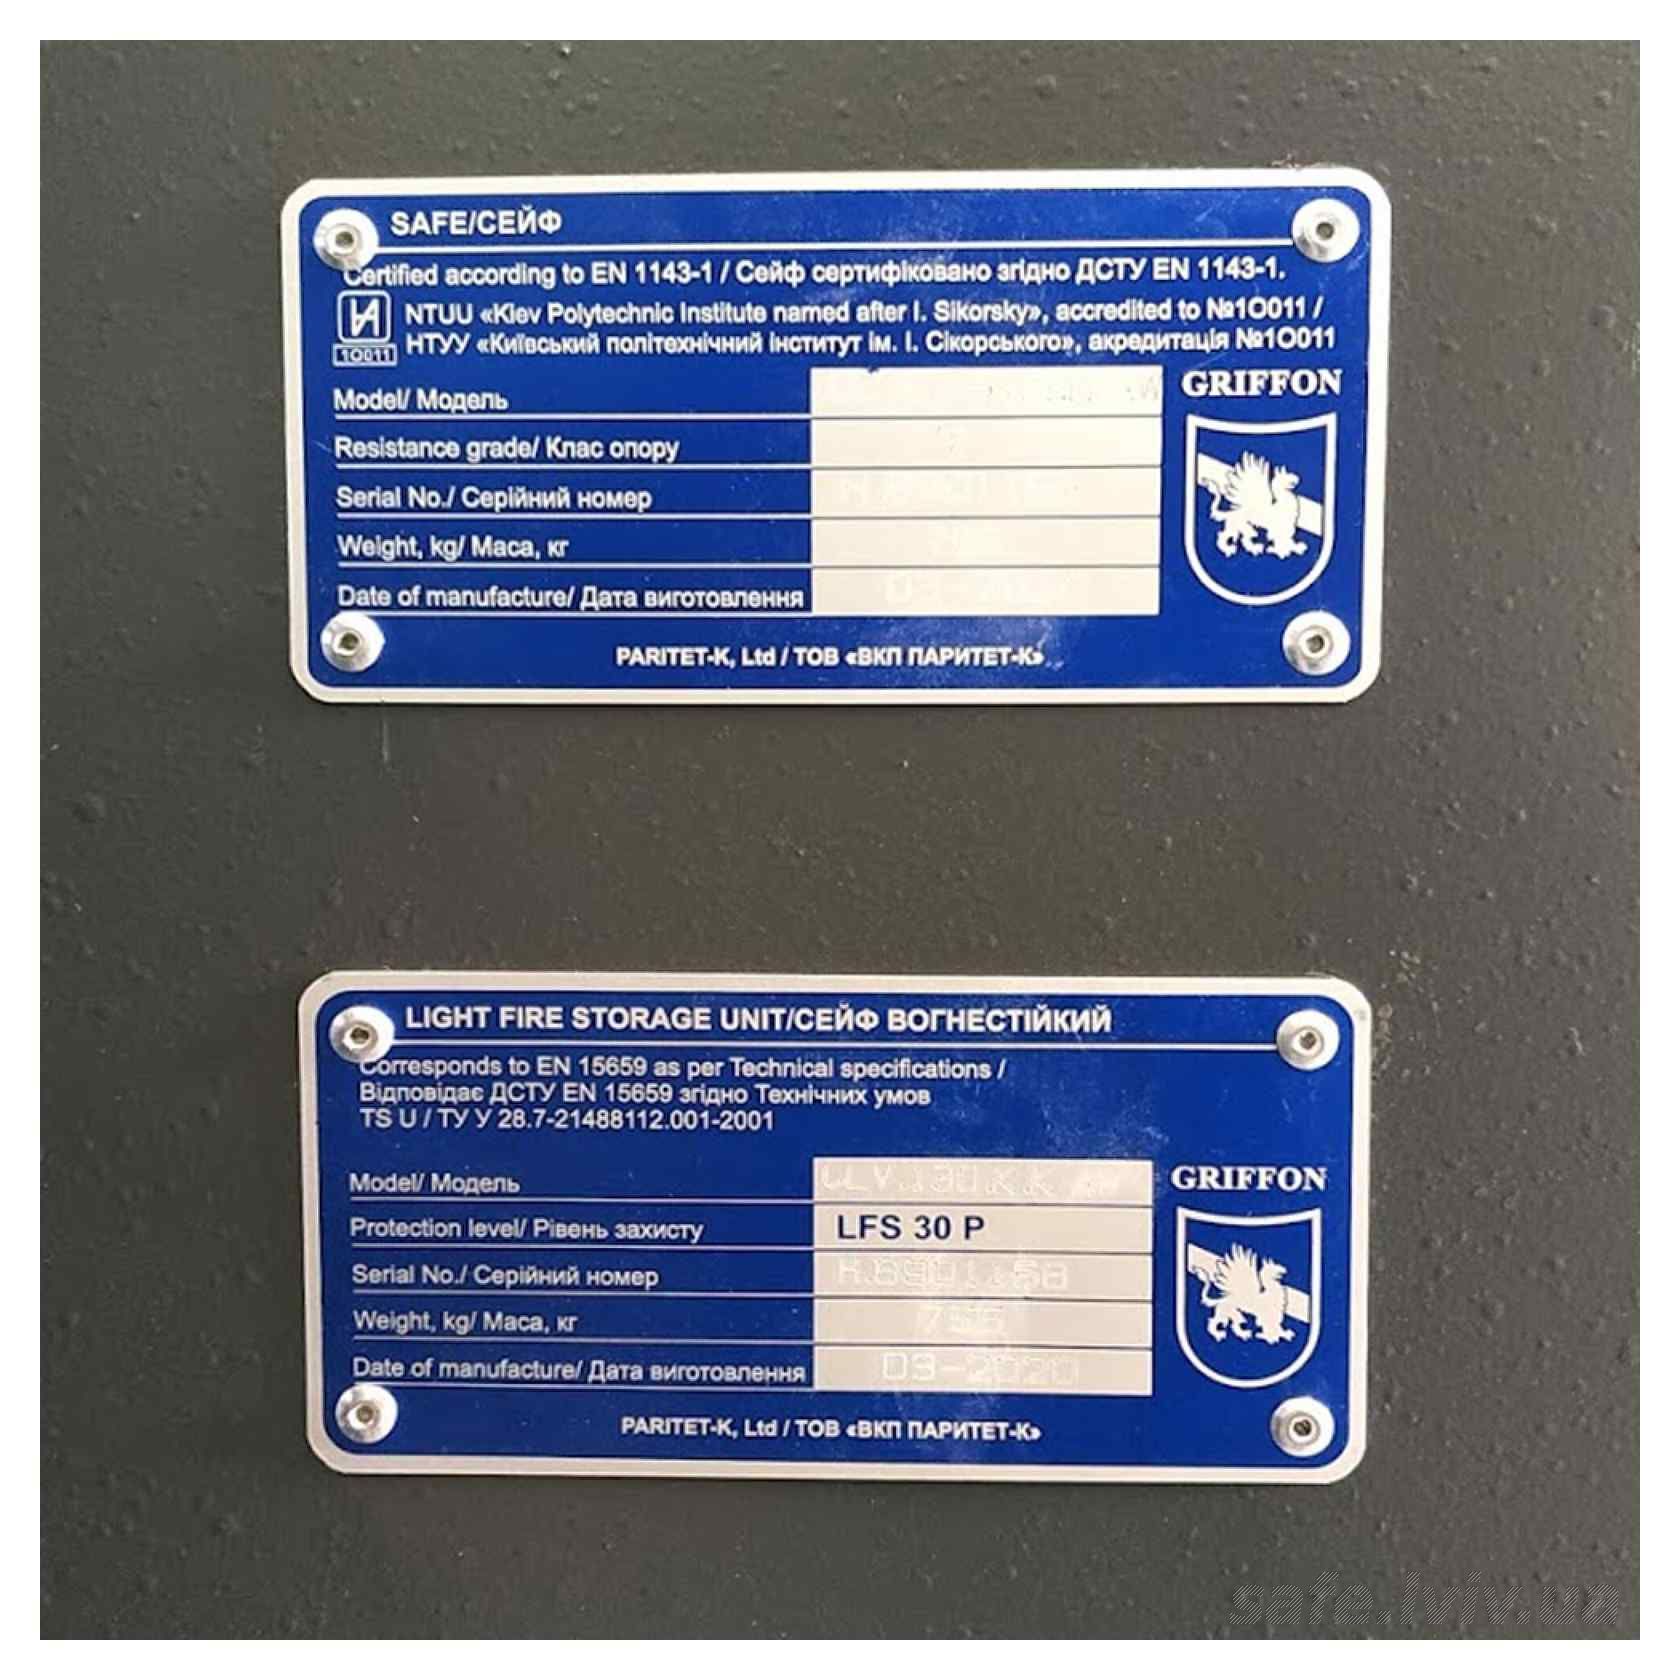 SAFE/СЕЙФ
Certified according to EN 1143-1 / Сейф сертифіковано згідно ДСТУ EN 1143-1.
NTUU «Kiev Polytechnic Institute named after I. Sikorsky», accredited to №1O011 /
НТУУ «Київський політехнічний інститут ім. І. Сікорського», акредитація №1О011
1O011
Model/ Модель
GRIFFON
Resistance grade/ Клас опору
Serial No./ Серійний номер
Weight, kg/ Маса, кг
Date of manufacture/ Дата виготовлення
PARITET-K, Ltd / ТОВ «ВКП ПАРИТЕТ-К»
LIGHT FIRE STORAGE UNIT/СЕЙФ ВОГНЕСТІЙКИЙ
Corresponds to EN 15659 as per Technical specifications /
Відповідає ДСТУ EN 15659 згідно Технічних умов
TS U / ТУ У 28.7-21488112.001-2001
Model/ Модель
GRIFFON
Protection level/ Рівень захисту LFS 30 P
Serial No./ Серійний номер
Weight, kg/ Маса, кг
Date of manufacture/ Дата виготовлення 03-2020
PARITET-K, Ltd / ТОВ «ВКП ПАРИТЕТ-К»
safe.lviv.ua